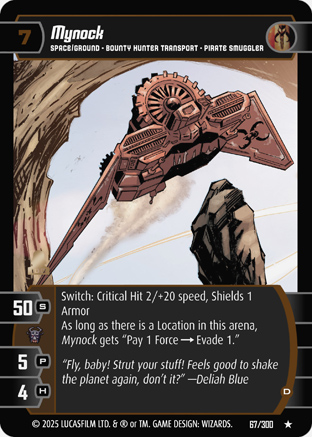 7 Mynock
SPACE/GROUND • BOUNTY HUNTER TRANSPORT • PIRATE SMUGGLER
50 S
Switch: Critical Hit 2/+20 speed, Shields 1
Armor
As long as there is a Location in this arena,
Mynock gets “Pay 1 Force → Evade 1.”
5 P
“Fly, baby! Strut your stuff! Feels good to shake
the planet again, don’t it?” —Deliah Blue
4 H
D
© 2025 LUCASFILM LTD. & ® or TM. GAME DESIGN: WIZARDS. 67/300 ★